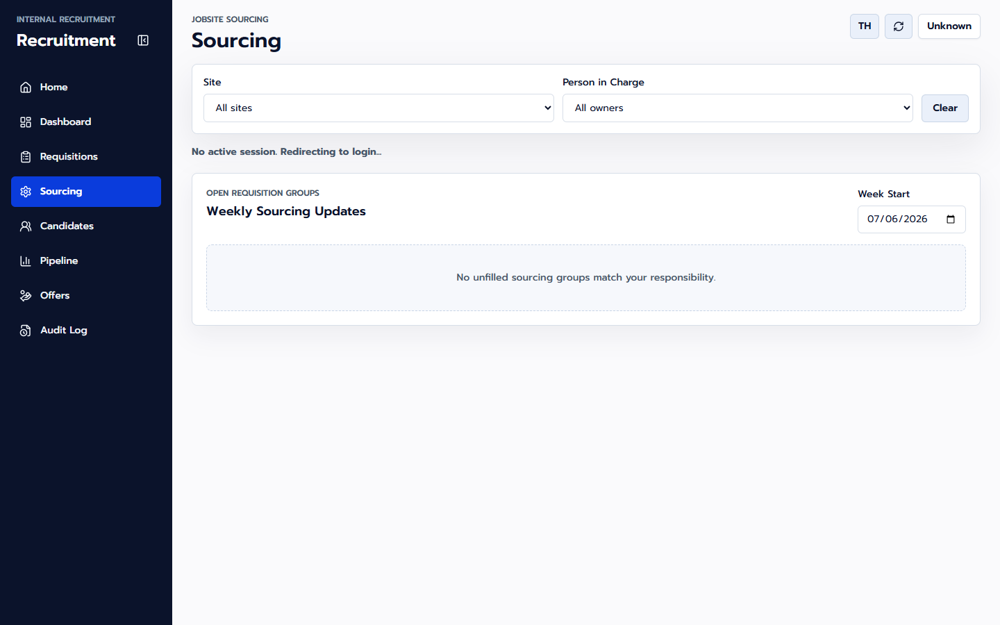 INTERNAL RECRUITMENT
Recruitment
Home
Dashboard
Requisitions
Sourcing
Candidates
Pipeline
Offers
Audit Log
JOBSITE SOURCING
Sourcing
TH
Unknown
Site
All sites
Person in Charge
All owners
Clear
No active session. Redirecting to login...
OPEN REQUISITION GROUPS
Weekly Sourcing Updates
Week Start
07/06/2026
No unfilled sourcing groups match your responsibility.